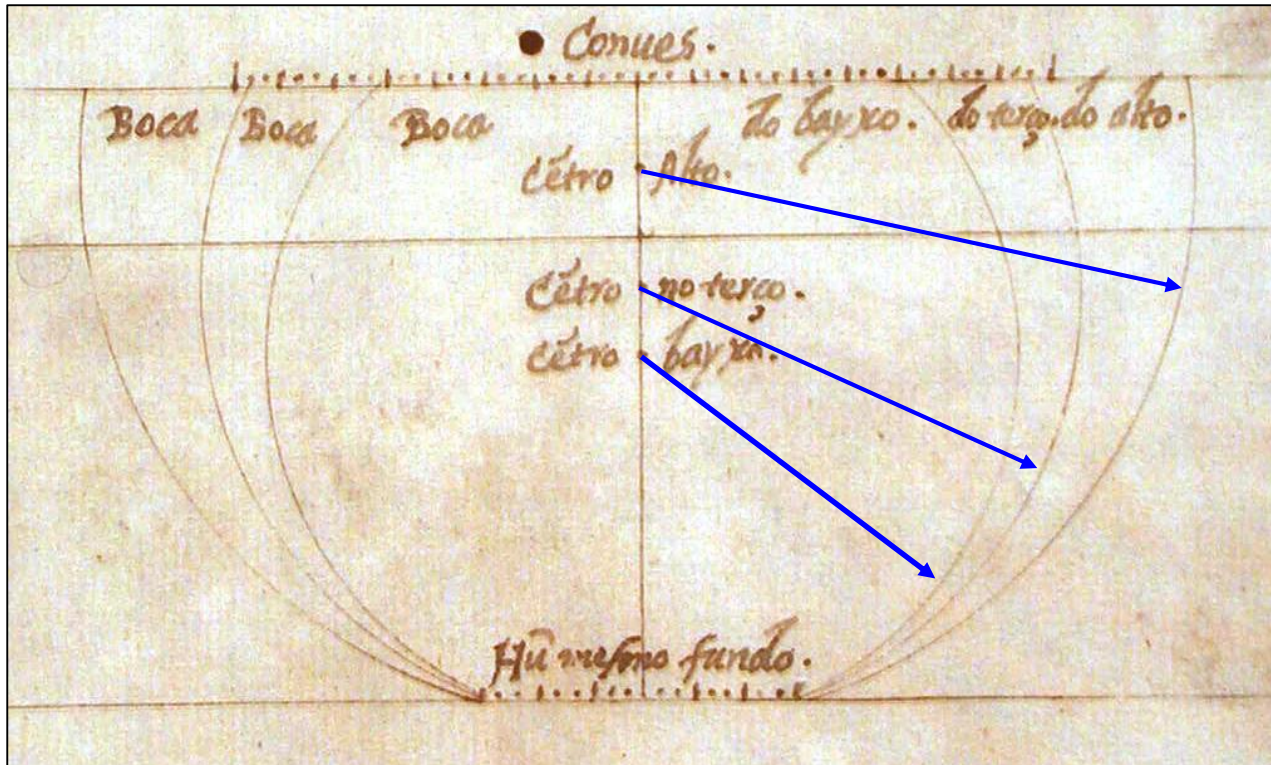 Conues.
Boca Boca Boca do bayxo. do terço. do alto.
Cẽtro Alto.
Cẽtro no terço.
Cẽtro bayxo.
Hũ mesmo fundo.